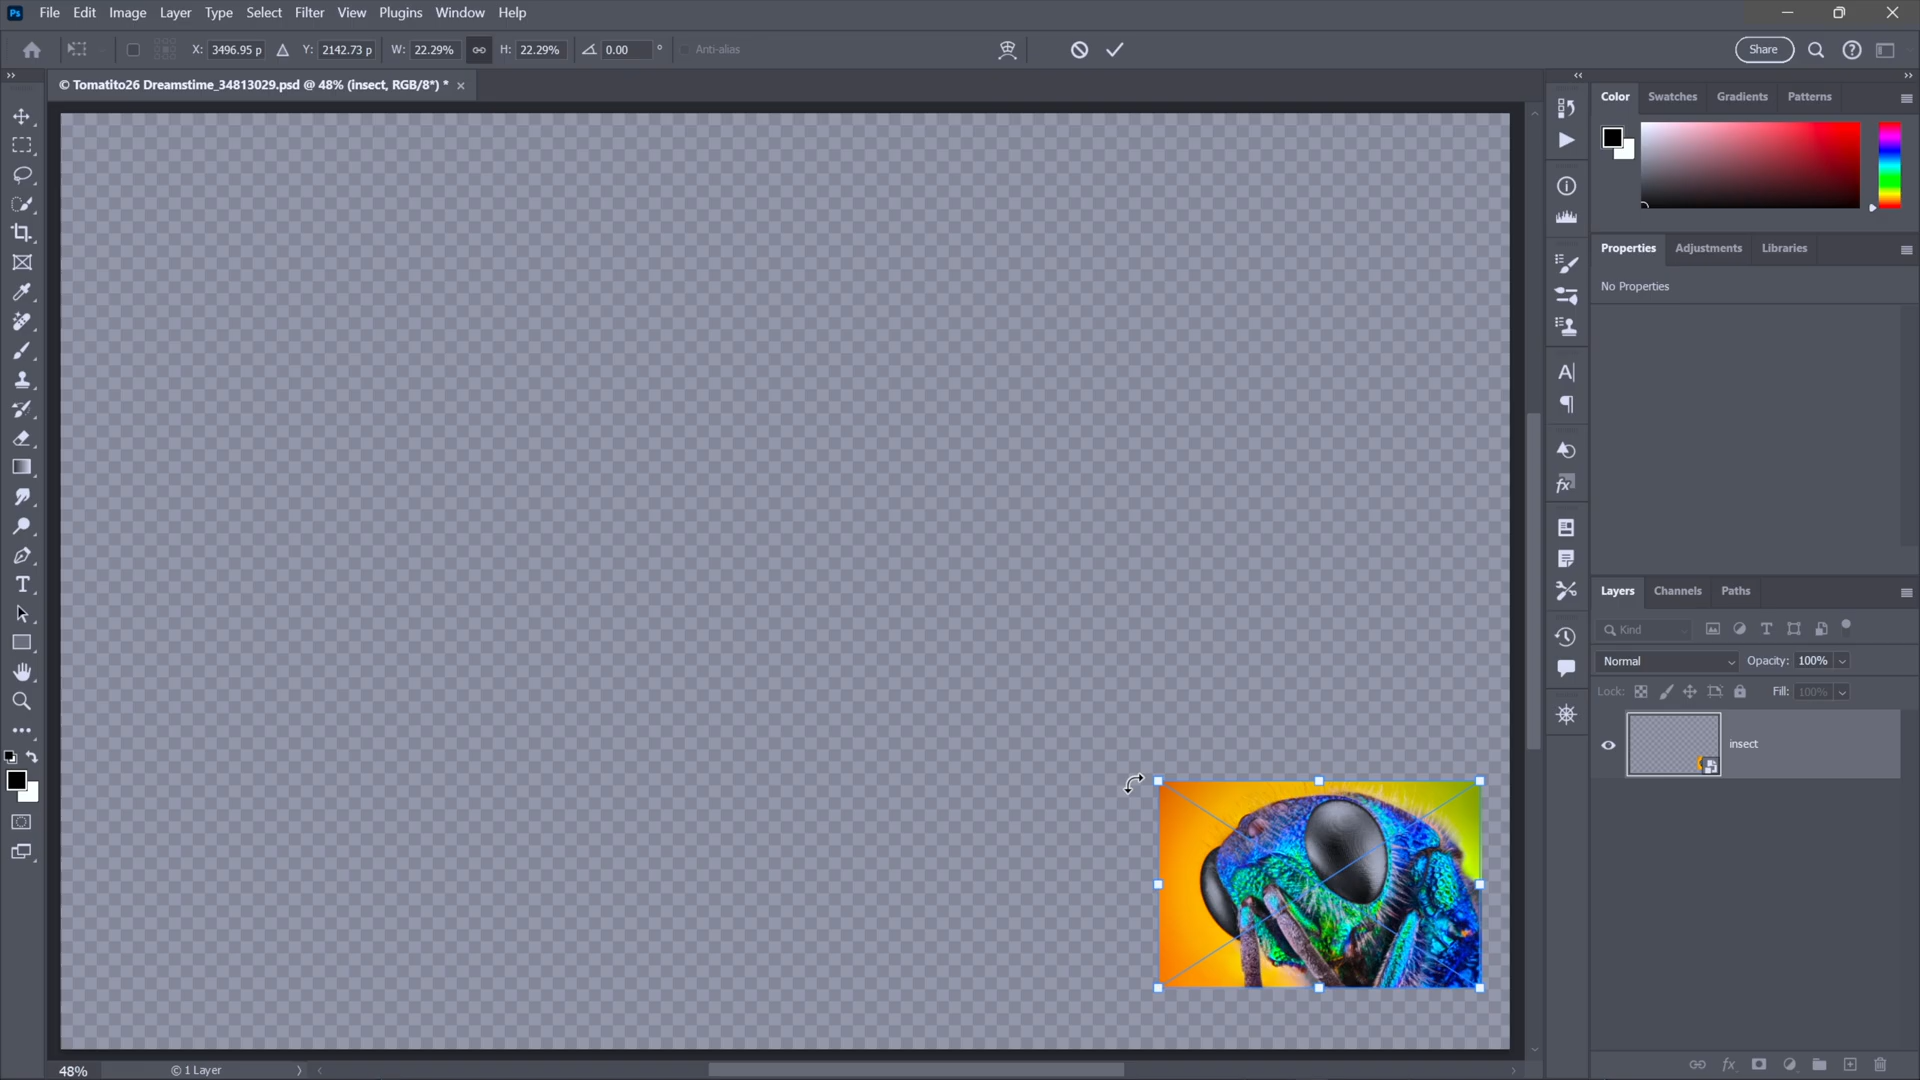 Ps File Edit Image Layer Type Select Filter View Plugins Window Help
X: 3496.95 p Y: 2142.73 p W: 22.29% H: 22.29% 0.00 ° Anti-alias Share
© Tomatito26 Dreamstime_34813029.psd @ 48% (insect, RGB/8*) *
Color Swatches Gradients Patterns
Properties Adjustments Libraries
No Properties
Layers Channels Paths
Kind
Normal Opacity: 100%
Lock: Fill: 100%
insect
48% © 1 Layer